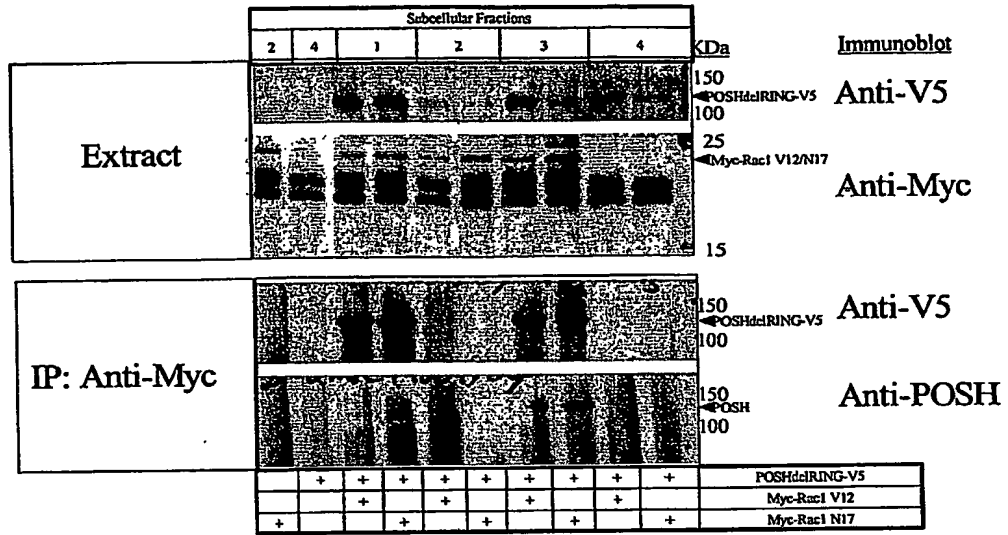 Subcellular Fractions
2 4 1 2 3 4
KDa
Immunoblot
Extract
150
POSHdelRING-V5
100
Anti-V5
25
Myc-Rac1 V12/N17
Anti-Myc
15
IP: Anti-Myc
150
POSHdelRING-V5
100
Anti-V5
150
POSH
100
Anti-POSH
+ + + + + + + + + POSHdelRING-V5
+ + + + Myc-Rac1 V12
+ + + + + Myc-Rac1 N17